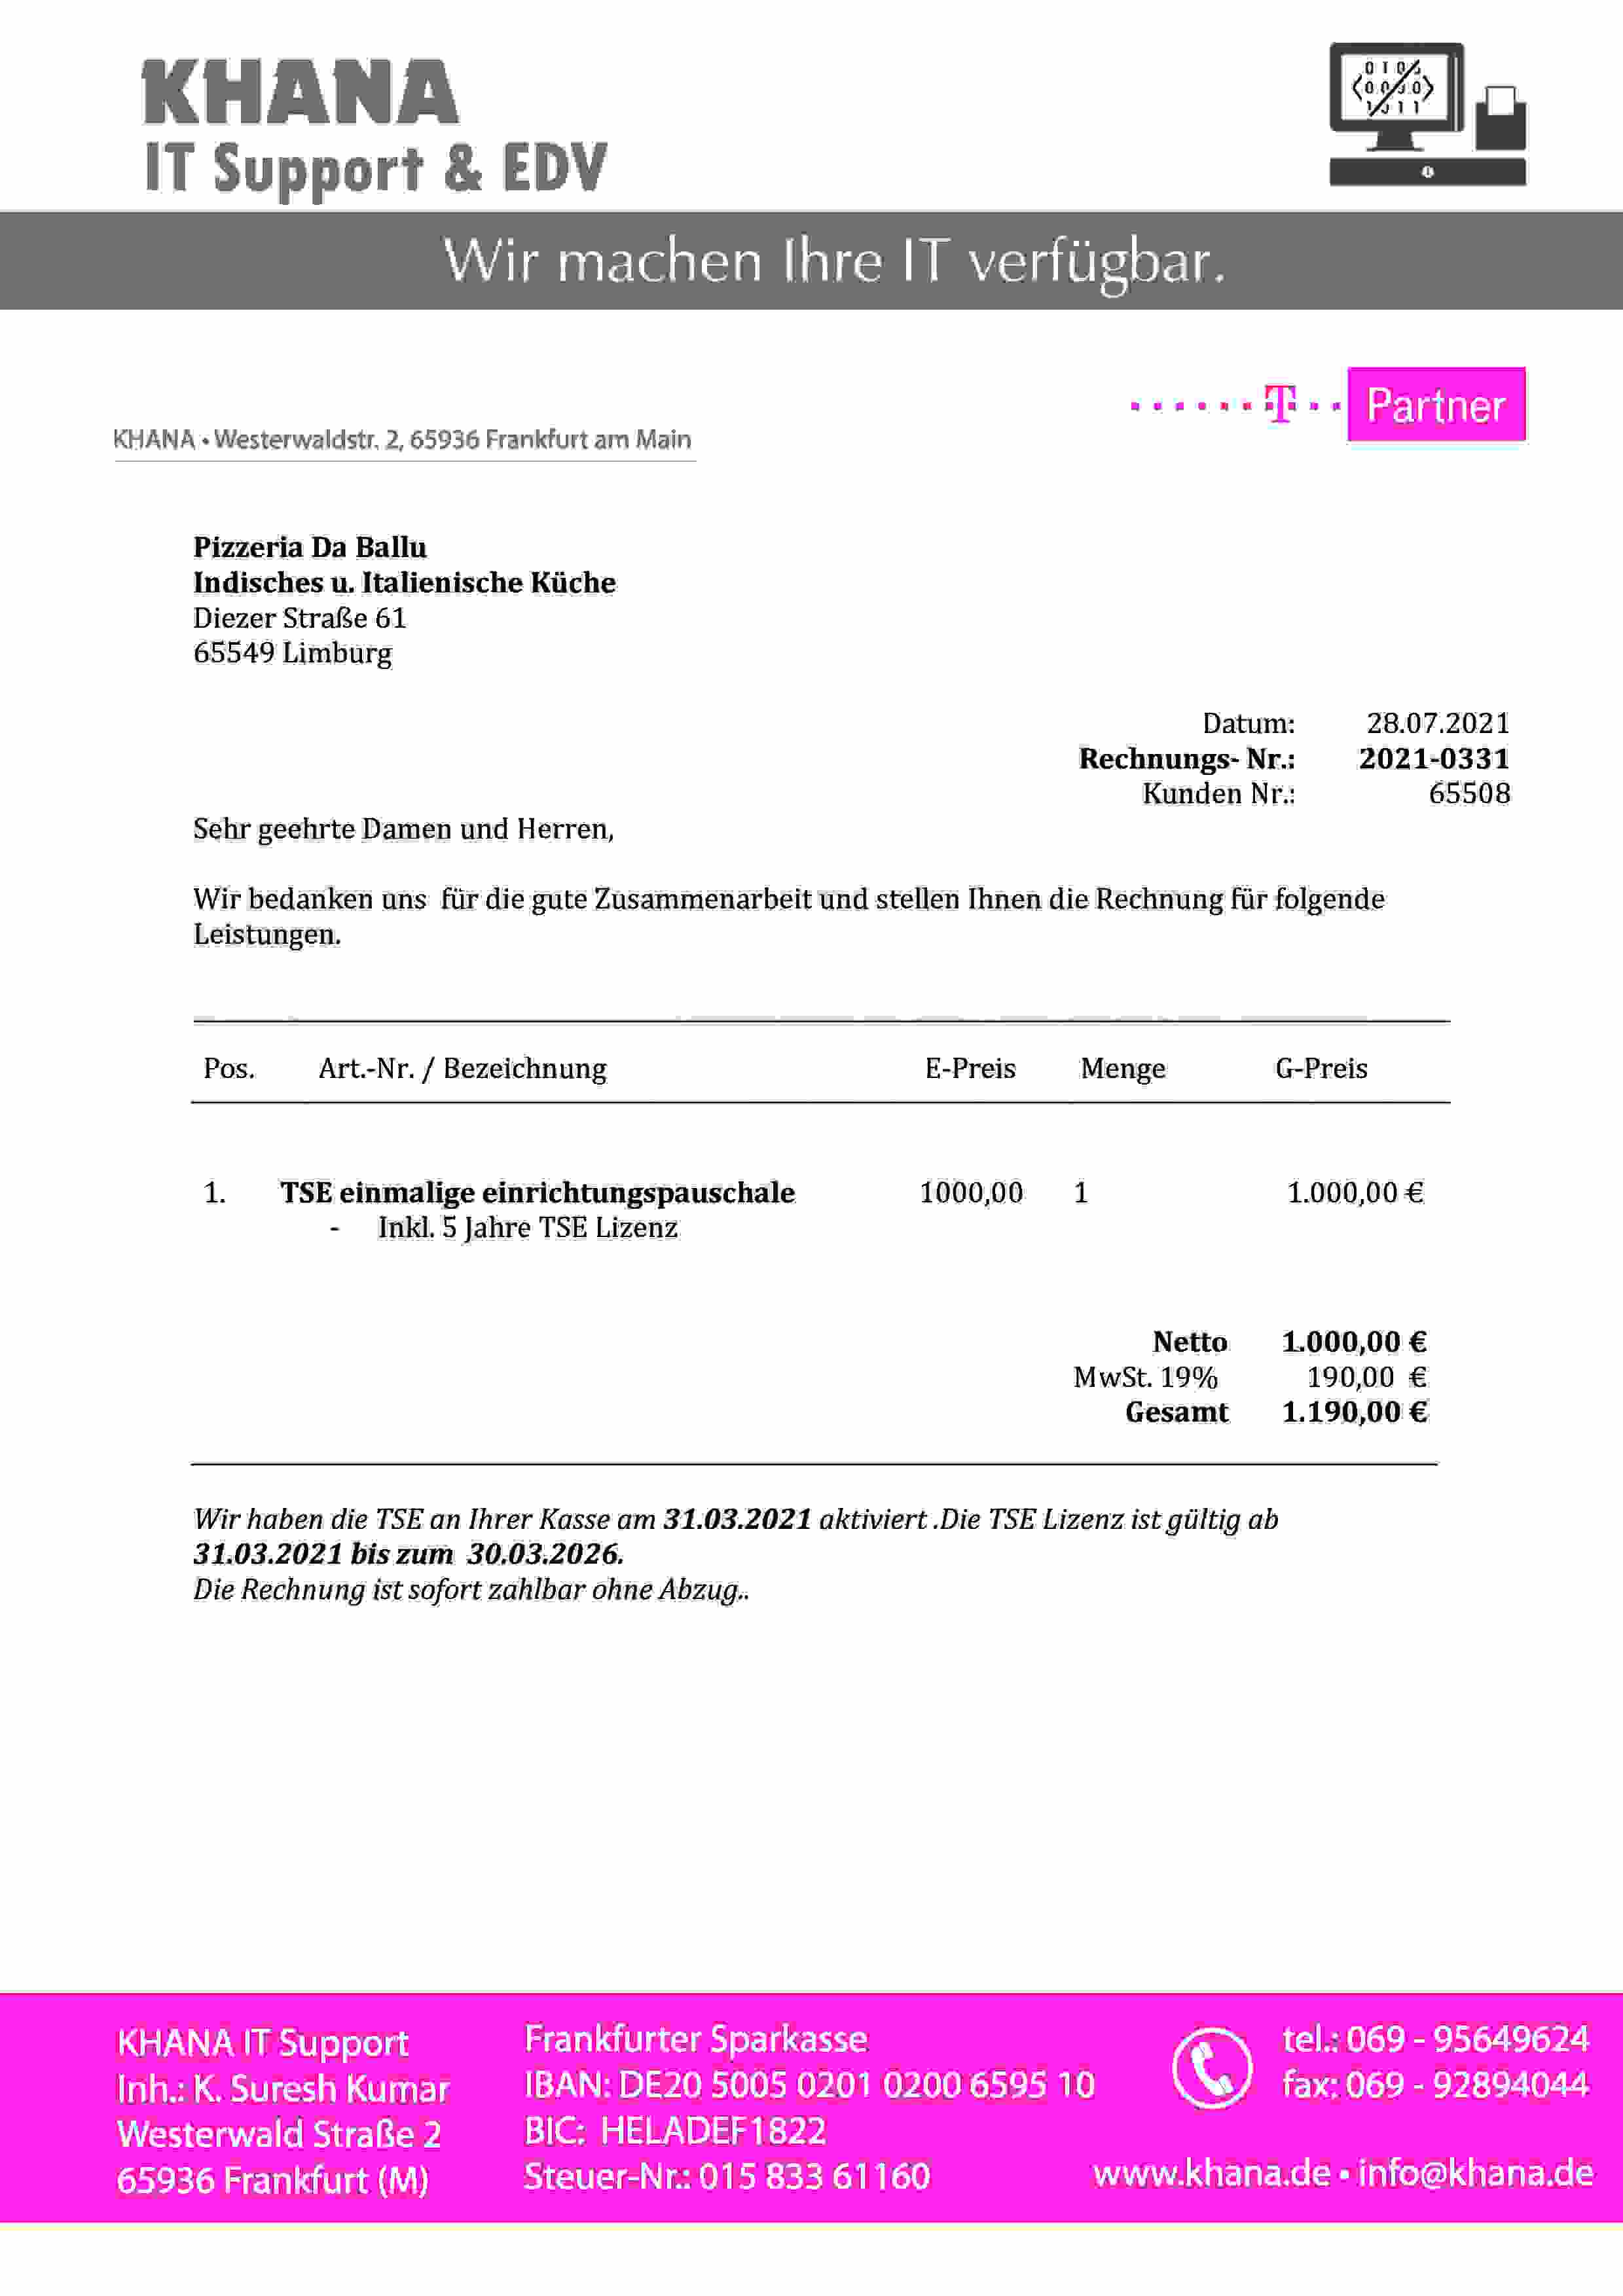 KHANA
IT Support & EDV
Wir machen Ihre IT verfügbar.
T Partner
KHANA • Westerwaldstr. 2, 65936 Frankfurt am Main
Pizzeria Da Ballu
Indisches u. Italienische Küche
Diezer Straße 61
65549 Limburg
Datum: 28.07.2021
Rechnungs- Nr.: 2021-0331
Kunden Nr.: 65508
Sehr geehrte Damen und Herren,
Wir bedanken uns für die gute Zusammenarbeit und stellen Ihnen die Rechnung für folgende
Leistungen.
Pos. Art.-Nr. / Bezeichnung E-Preis Menge G-Preis
1. TSE einmalige einrichtungspauschale 1000,00 1 1.000,00 €
- Inkl. 5 Jahre TSE Lizenz
Netto 1.000,00 €
MwSt. 19% 190,00 €
Gesamt 1.190,00 €
Wir haben die TSE an Ihrer Kasse am 31.03.2021 aktiviert .Die TSE Lizenz ist gültig ab
31.03.2021 bis zum 30.03.2026.
Die Rechnung ist sofort zahlbar ohne Abzug..
KHANA IT Support
Inh.: K. Suresh Kumar
Westerwald Straße 2
65936 Frankfurt (M)
Frankfurter Sparkasse
IBAN: DE20 5005 0201 0200 6595 10
BIC: HELADEF1822
Steuer-Nr.: 015 833 61160
tel.: 069 - 95649624
fax: 069 - 92894044
www.khana.de • info@khana.de